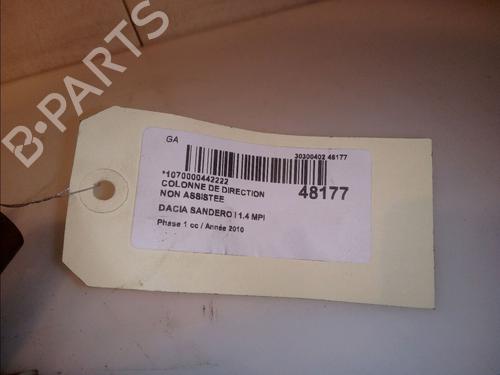 B-PARTS
GA
30300402 48177
*1070000442222
COLONNE DE DIRECTION
NON ASSISTEE
48177
DACIA SANDERO I 1.4 MPI
Phase 1 cc / Année 2010